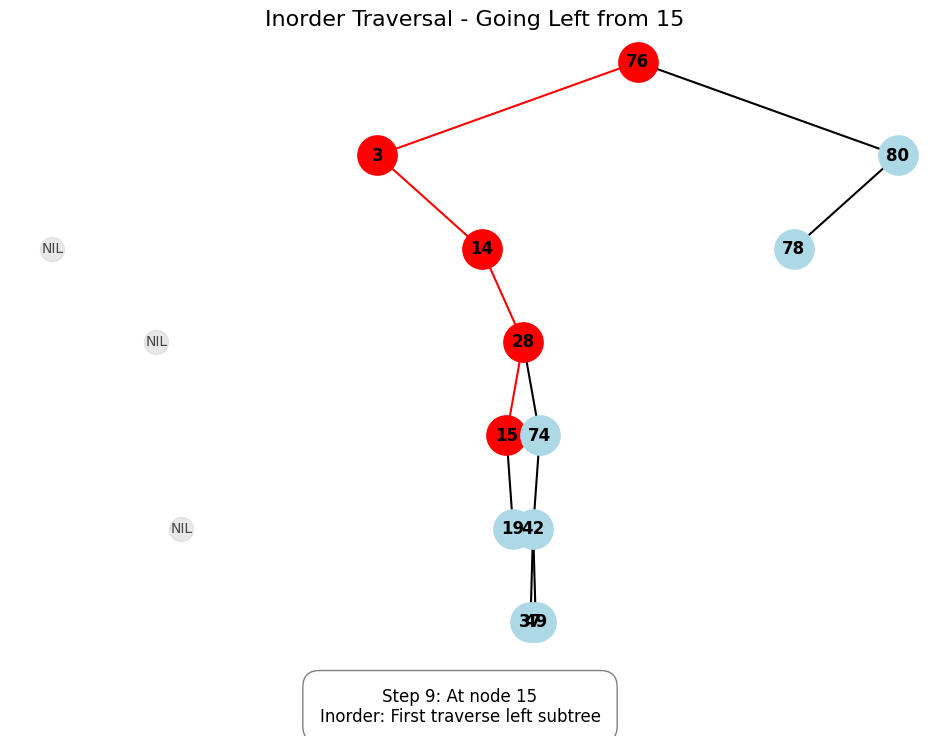 Inorder Traversal - Going Left from 15
76
3
80
NIL
14
78
NIL
28
15
74
NIL
19
42
37
49
Step 9: At node 15
Inorder: First traverse left subtree